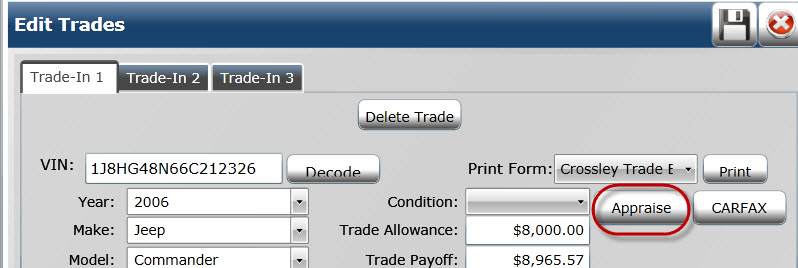 Edit Trades
Trade-In 1 Trade-In 2 Trade-In 3
Delete Trade
VIN: 1J8HG48N66C212326 Decode Print Form: Crossley Trade E Print
Year: 2006 Condition: Appraise CARFAX
Make: Jeep Trade Allowance: $8,000.00
Model: Commander Trade Payoff: $8,965.57